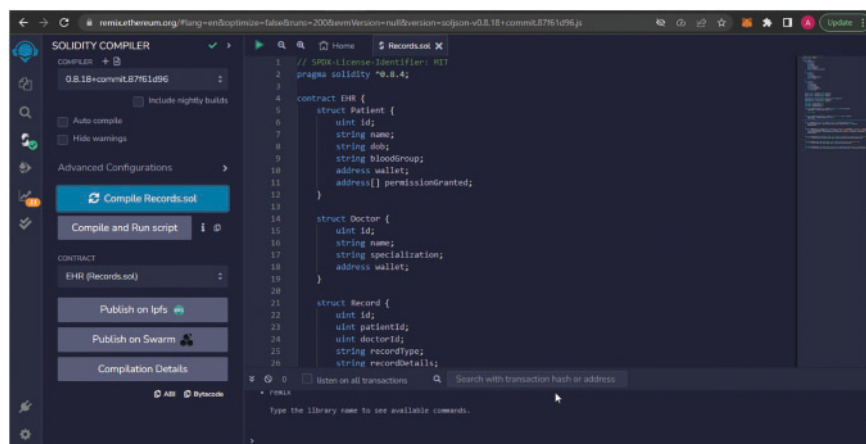 remix.ethereum.org/#lang=en&optimize=false&runs=200&evmVersion=null&version=soljson-v0.8.18+commit.87f61d96.js
Update
SOLIDITY COMPILER
COMPILER
0.8.18+commit.87f61d96
Include nightly builds
Auto compile
Hide warnings
Advanced Configurations
Compile Records.sol
Compile and Run script
CONTRACT
EHR (Records.sol)
Publish on Ipfs
Publish on Swarm
Compilation Details
ABI
Bytecode
Home
Records.sol
1 // SPDX-License-Identifier: MIT
2 pragma solidity ^0.8.4;
3
4 contract EHR {
5 struct Patient {
6 uint id;
7 string name;
8 string dob;
9 string bloodGroup;
10 address wallet;
11 address[] permissionGranted;
12 }
13
14 struct Doctor {
15 uint id;
16 string name;
17 string specialization;
18 address wallet;
19 }
20
21 struct Record {
22 uint id;
23 uint patientId;
24 uint doctorId;
25 string recordType;
26 string recordDetails;
0
listen on all transactions
Search with transaction hash or address
remix
Type the library name to see available commands.
>